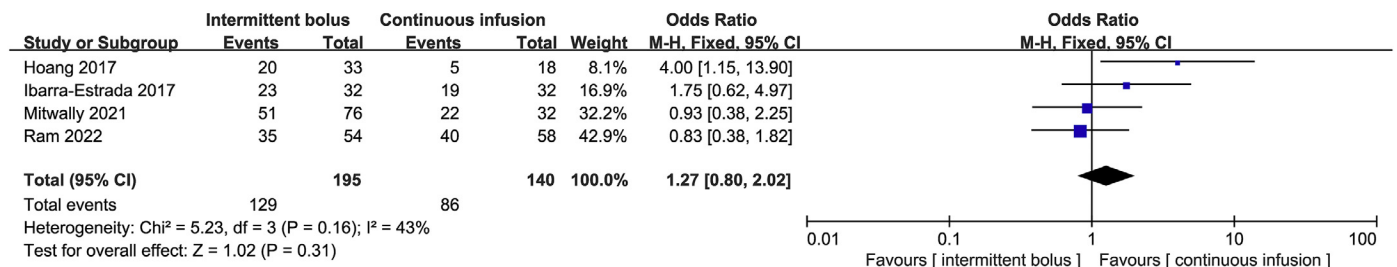 Intermittent bolus Continuous infusion Odds Ratio Odds Ratio
Study or Subgroup Events Total Events Total Weight M-H, Fixed, 95% CI M-H, Fixed, 95% CI
Hoang 2017 20 33 5 18 8.1% 4.00 [1.15, 13.90]
Ibarra-Estrada 2017 23 32 19 32 16.9% 1.75 [0.62, 4.97]
Mitwally 2021 51 76 22 32 32.2% 0.93 [0.38, 2.25]
Ram 2022 35 54 40 58 42.9% 0.83 [0.38, 1.82]
Total (95% CI) 195 140 100.0% 1.27 [0.80, 2.02]
Total events 129 86
Heterogeneity: Chi² = 5.23, df = 3 (P = 0.16); I² = 43%
Test for overall effect: Z = 1.02 (P = 0.31)
0.01 0.1 1 10 100
Favours [ intermittent bolus ] Favours [ continuous infusion ]